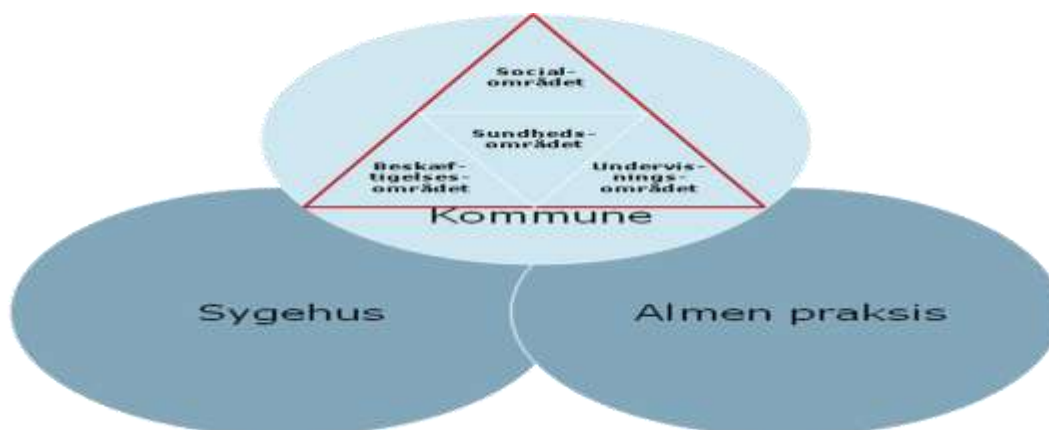 Social-
området
Sundheds-
området
Beskæf-
tigelses-
området
Undervis-
nings-
området
Kommune
Sygehus
Almen praksis